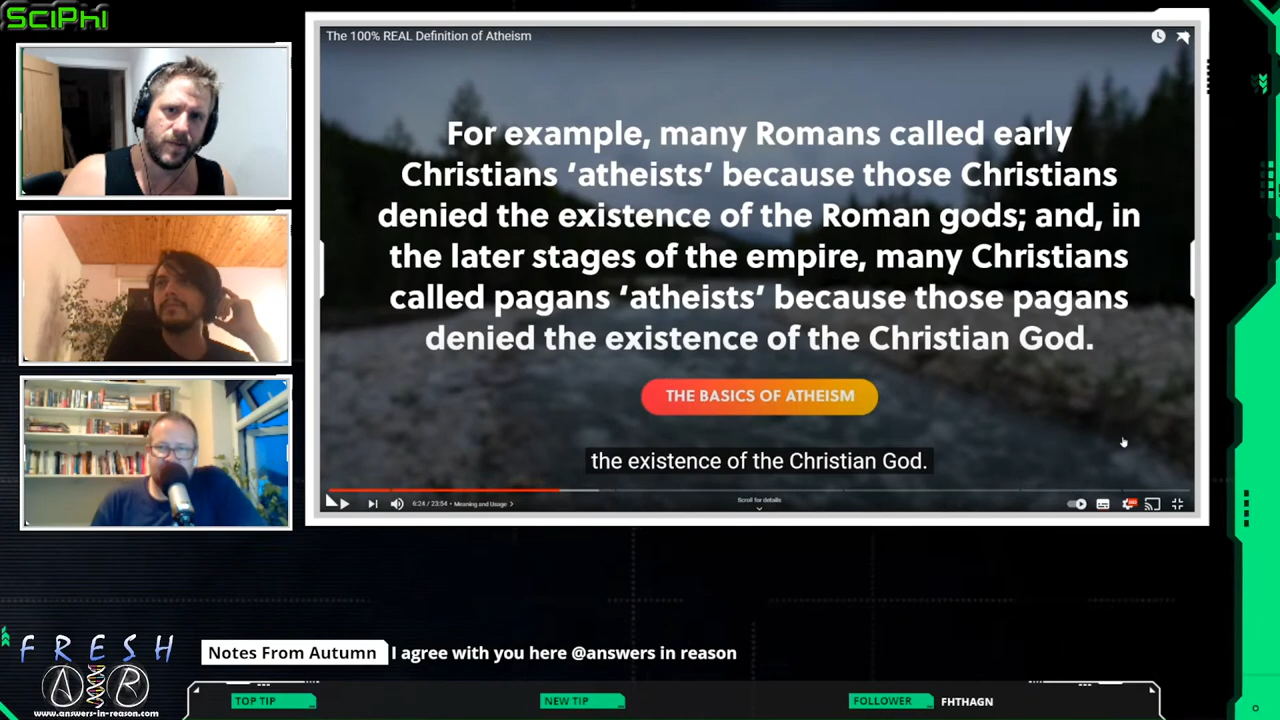 SCiPhi
The 100% REAL Definition of Atheism
For example, many Romans called early
Christians ‘atheists’ because those Christians
denied the existence of the Roman gods; and, in
the later stages of the empire, many Christians
called pagans ‘atheists’ because those pagans
denied the existence of the Christian God.
THE BASICS OF ATHEISM
the existence of the Christian God.
6:24 / 23:54 • Meaning and Usage
Scroll for details
FRESH
AiR
www.answers-in-reason.com
Notes From Autumn I agree with you here @answers in reason
TOP TIP NEW TIP FOLLOWER FHTHAGN